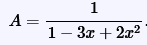 A = \frac{1}{1 - 3x + 2x^2}.